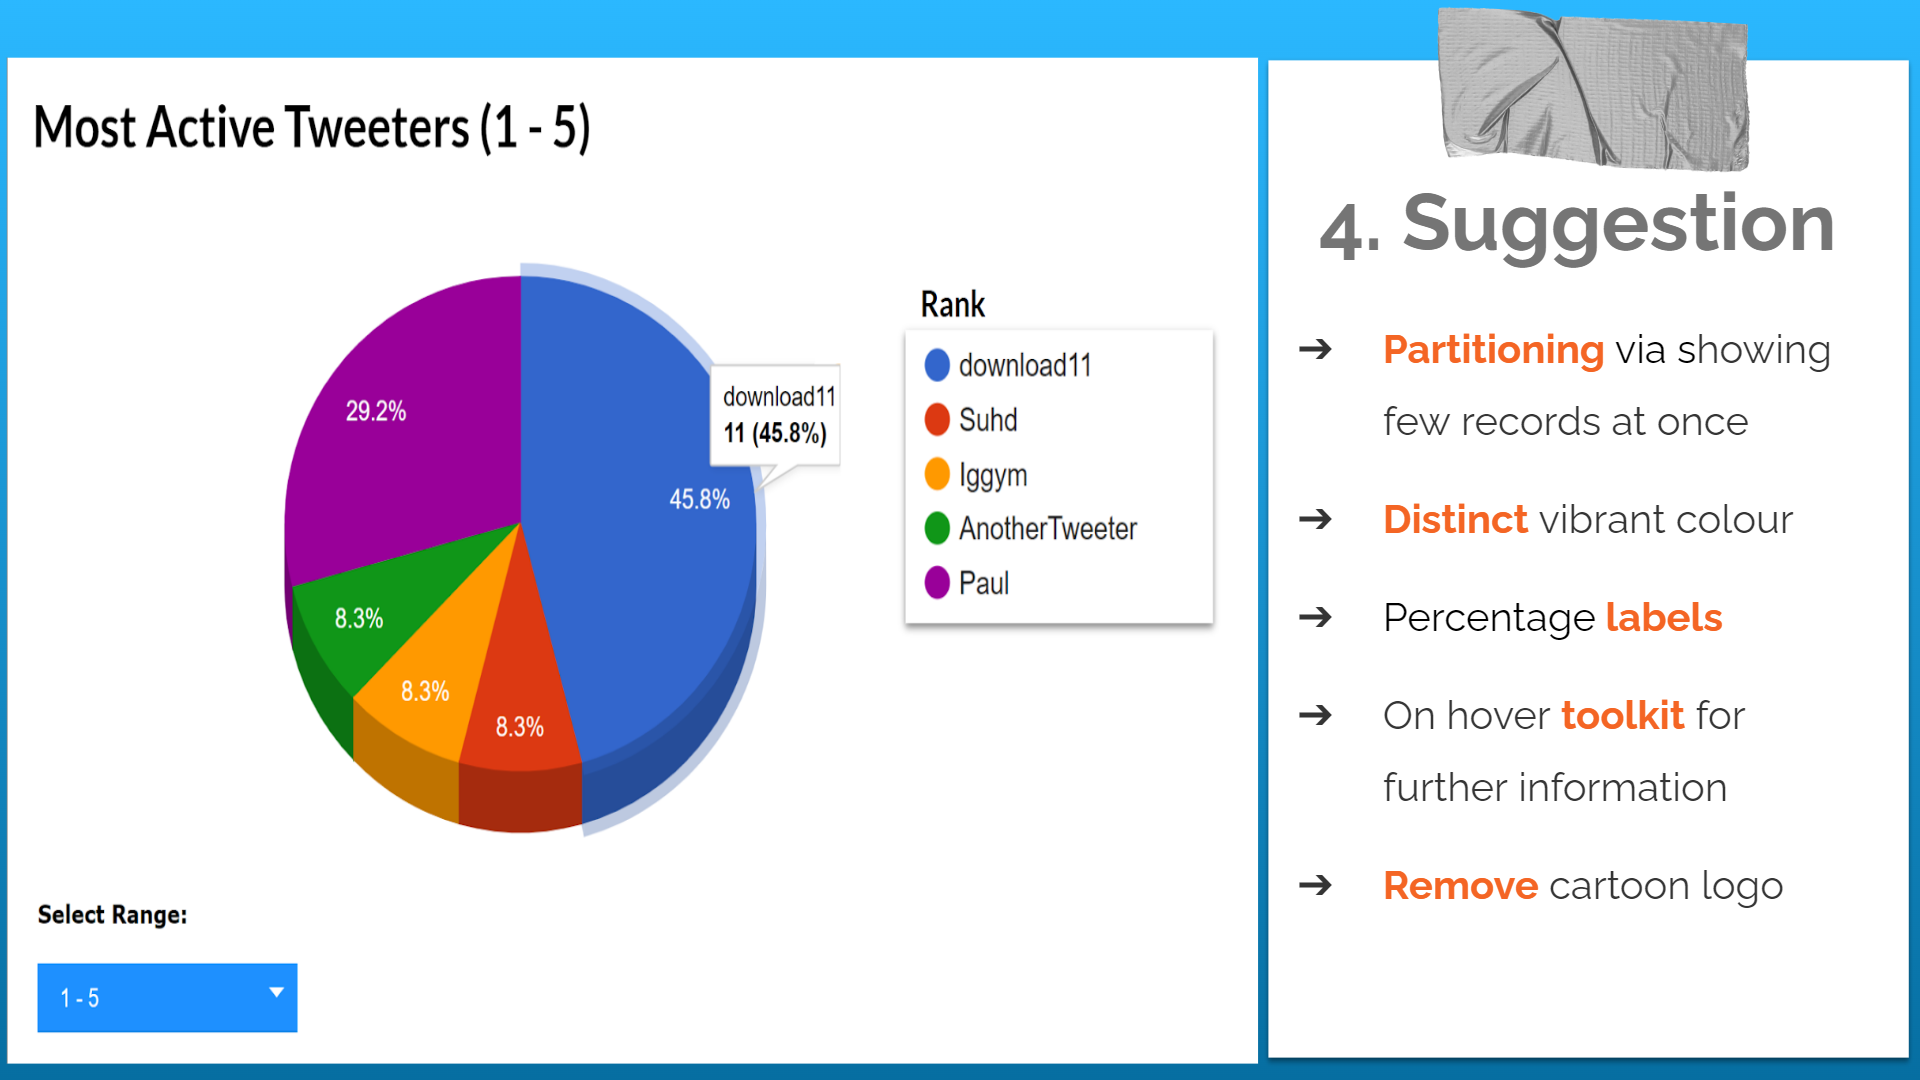 Most Active Tweeters (1 - 5)
29.2%
45.8%
8.3%
8.3%
8.3%
download11
11 (45.8%)
Rank
download11
Suhd
Iggym
AnotherTweeter
Paul
Select Range:
1 - 5
4. Suggestion
➔ Partitioning via showing
few records at once
➔ Distinct vibrant colour
➔ Percentage labels
➔ On hover toolkit for
further information
➔ Remove cartoon logo